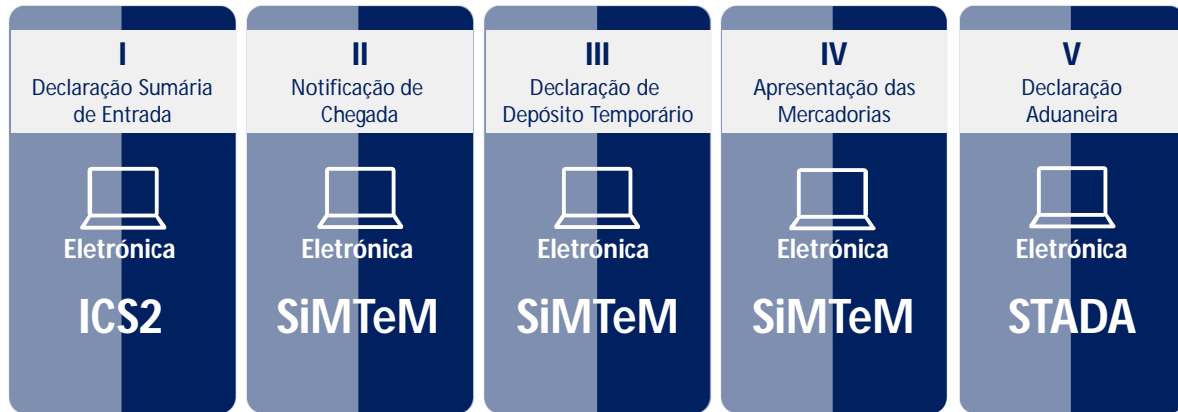 I
Declaração Sumária
de Entrada
Eletrónica
ICS2
II
Notificação de
Chegada
Eletrónica
SiMTeM
III
Declaração de
Depósito Temporário
Eletrónica
SiMTeM
IV
Apresentação das
Mercadorias
Eletrónica
SiMTeM
V
Declaração
Aduaneira
Eletrónica
STADA